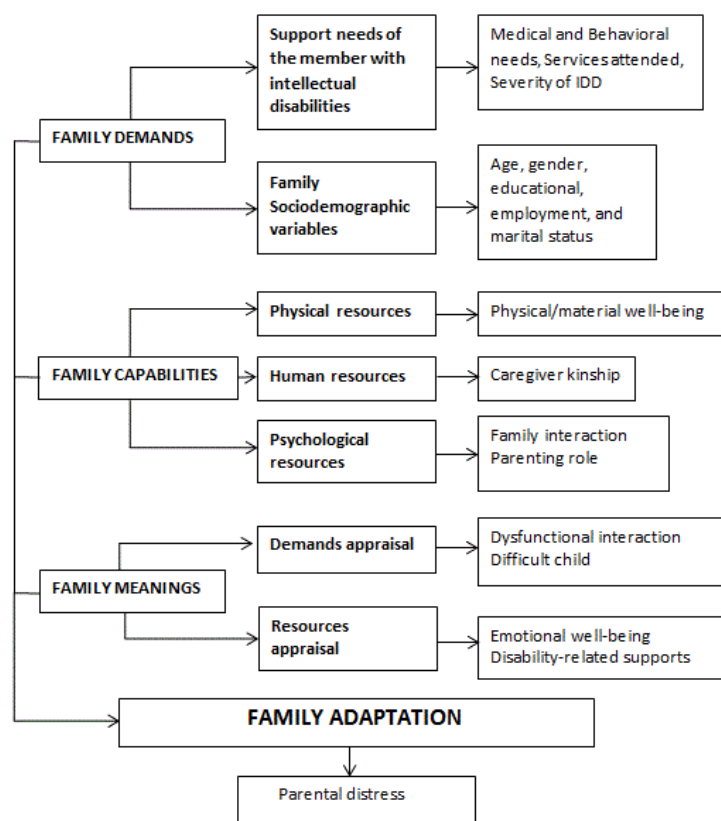 Support needs of
the member with
intellectual
disabilities
Medical and Behavioral
needs, Services attended,
Severity of IDD
FAMILY DEMANDS
Family
Sociodemographic
variables
Age, gender,
educational,
employment, and
marital status
Physical resources
Physical/material well-being
FAMILY CAPABILITIES
Human resources
Caregiver kinship
Psychological
resources
Family interaction
Parenting role
Demands appraisal
Dysfunctional interaction
Difficult child
FAMILY MEANINGS
Resources
appraisal
Emotional well-being
Disability-related supports
FAMILY ADAPTATION
Parental distress